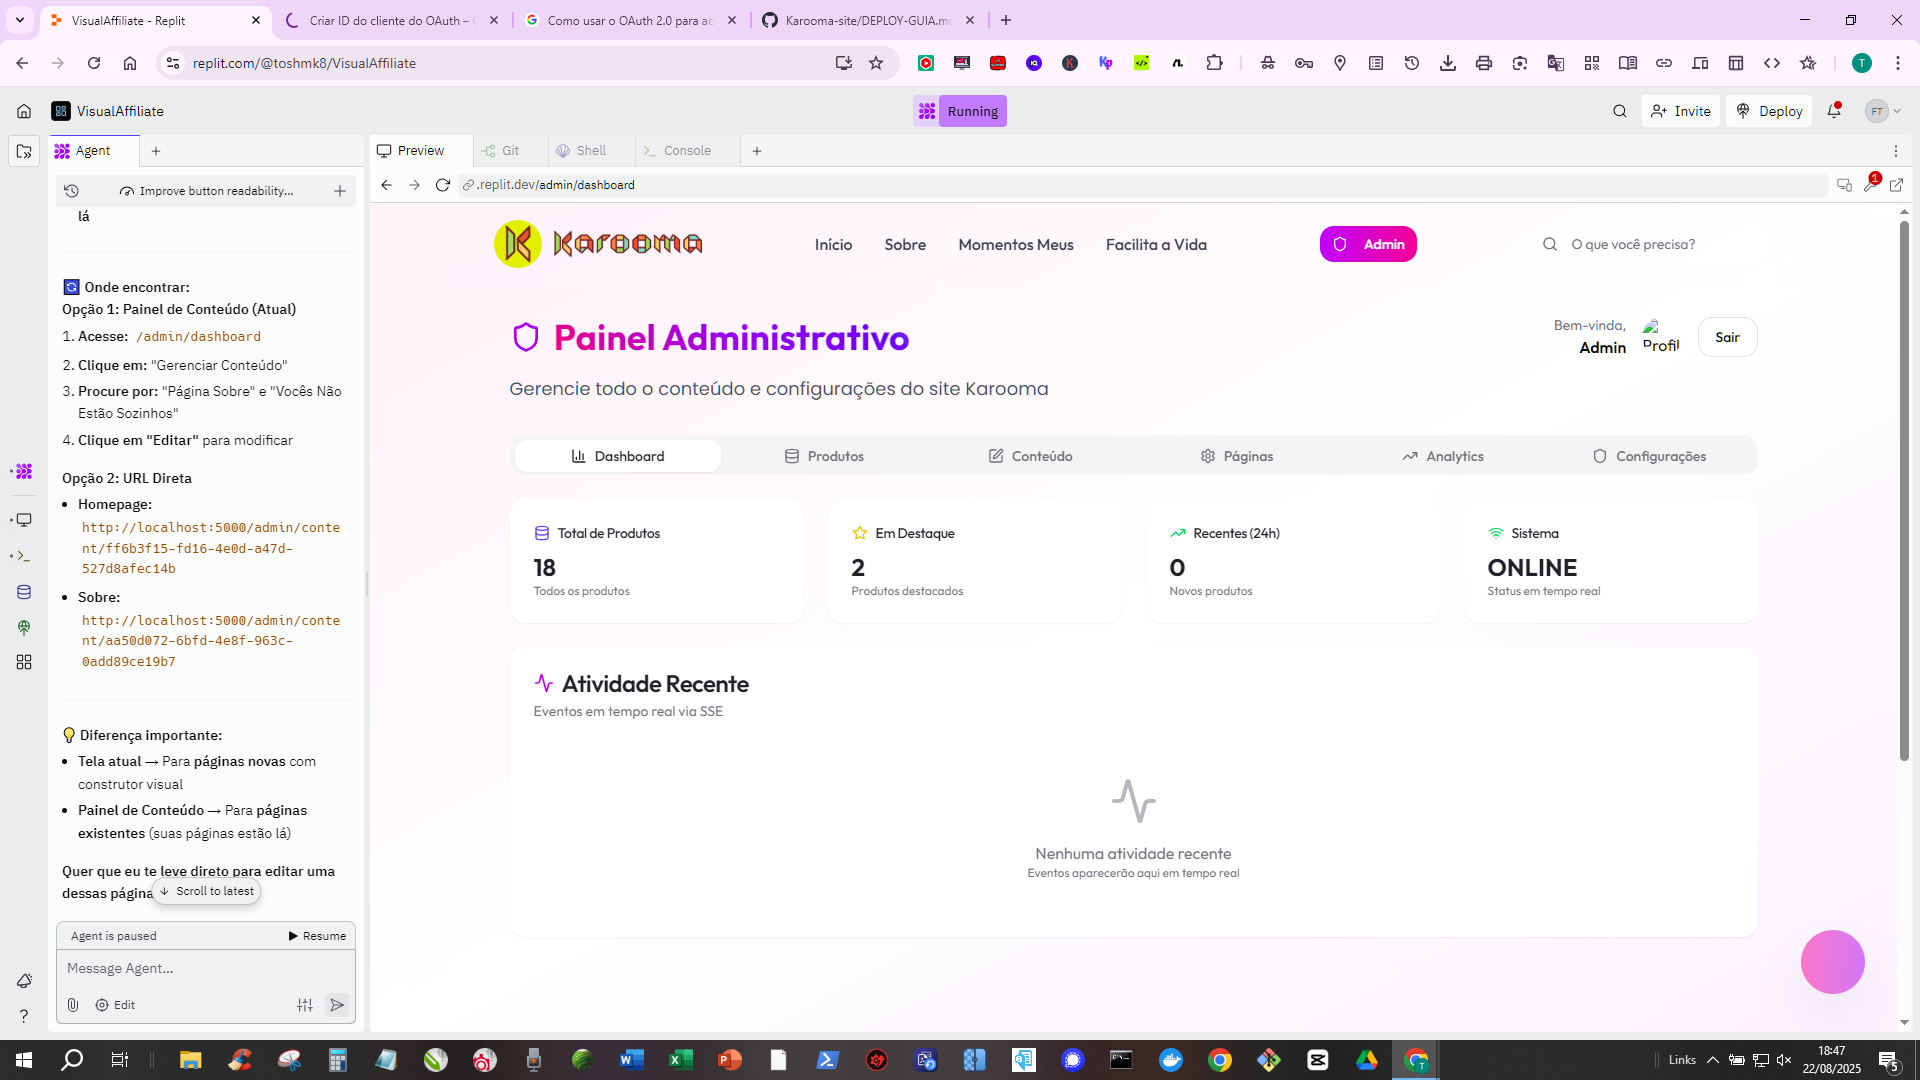 VisualAffiliate - Replit
Criar ID do cliente do OAuth –
Como usar o OAuth 2.0 para ac
Karooma-site/DEPLOY-GUIA.mc
replit.com/@toshmk8/VisualAffiliate
VisualAffiliate
Running
Invite
Deploy
FT
Agent
Preview
Git
Shell
Console
Improve button readability...
.replit.dev/admin/dashboard
1
lá
Onde encontrar:
Opção 1: Painel de Conteúdo (Atual)
1. Acesse: /admin/dashboard
2. Clique em: "Gerenciar Conteúdo"
3. Procure por: "Página Sobre" e "Vocês Não
Estão Sozinhos"
4. Clique em "Editar" para modificar
Opção 2: URL Direta
• Homepage:
http://localhost:5000/admin/conte
nt/ff6b3f15-fd16-4e0d-a47d-
527d8afec14b
• Sobre:
http://localhost:5000/admin/conte
nt/aa50d072-6bfd-4e8f-963c-
0add89ce19b7
Diferença importante:
• Tela atual → Para páginas novas com
construtor visual
• Painel de Conteúdo → Para páginas
existentes (suas páginas estão lá)
Quer que eu te leve direto para editar uma
dessas página
Scroll to latest
Agent is paused
Resume
Message Agent...
Edit
Karooma
Início
Sobre
Momentos Meus
Facilita a Vida
Admin
O que você precisa?
Painel Administrativo
Bem-vinda,
Admin
Profil
Sair
Gerencie todo o conteúdo e configurações do site Karooma
Dashboard
Produtos
Conteúdo
Páginas
Analytics
Configurações
Total de Produtos
18
Todos os produtos
Em Destaque
2
Produtos destacados
Recentes (24h)
0
Novos produtos
Sistema
ONLINE
Status em tempo real
Atividade Recente
Eventos em tempo real via SSE
Nenhuma atividade recente
Eventos aparecerão aqui em tempo real
Links
18:47
22/08/2025
5